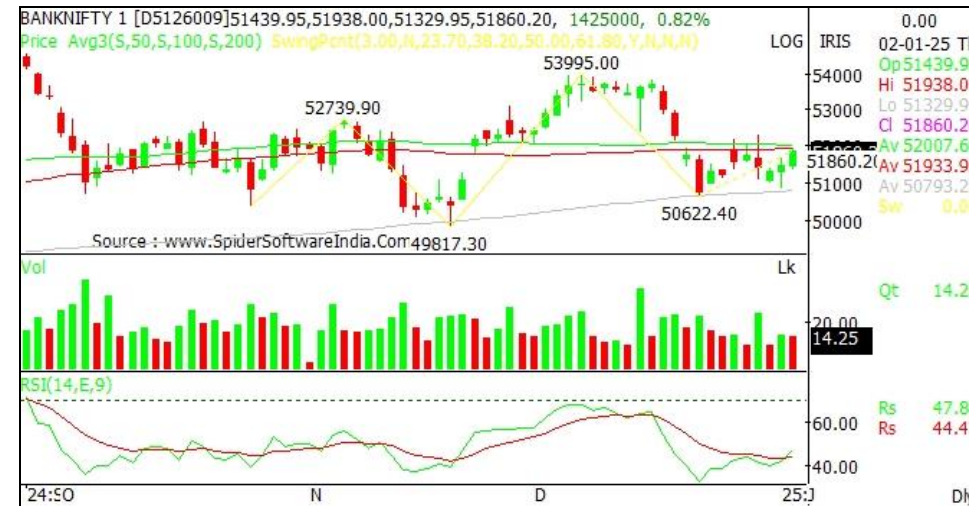 BANKNIFTY 1 [D5126009]51439.95,51938.00,51329.95,51860.20, 1425000, 0.82%
Price Avg3(S,50,S,100,S,200) SwingPcnt(3.00,N,23.70,38.20,50.00,61.80,Y,N,N,N)
LOG
IRIS
0.00
02-01-25 T
Op 51439.9
Hi 51938.0
Lo 51329.9
Cl 51860.2
Av 52007.6
Av 51933.9
Av 50793.2
Sw 0.0
54000
53000
51860.20
51000
50000
53995.00
52739.90
50622.40
49817.30
Source : www.SpiderSoftwareIndia.Com
Vol
Lk
Qt 14.2
20.00
14.25
RSI(14,E,9)
60.00
40.00
Rs 47.8
Rs 44.4
N
D